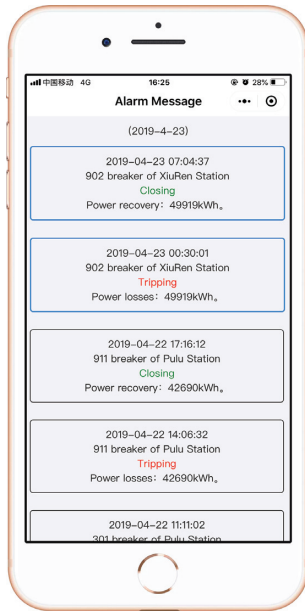 中国移动 4G 16:25 28%
Alarm Message
(2019-4-23)
2019-04-23 07:04:37
902 breaker of XiuRen Station
Closing
Power recovery: 49919kWh。
2019-04-23 00:30:01
902 breaker of XiuRen Station
Tripping
Power losses: 49919kWh。
2019-04-22 17:16:12
911 breaker of Pulu Station
Closing
Power recovery: 42690kWh。
2019-04-22 14:06:32
911 breaker of Pulu Station
Tripping
Power losses: 42690kWh。
2019-04-22 11:11:02
301 breaker of Pulu Station